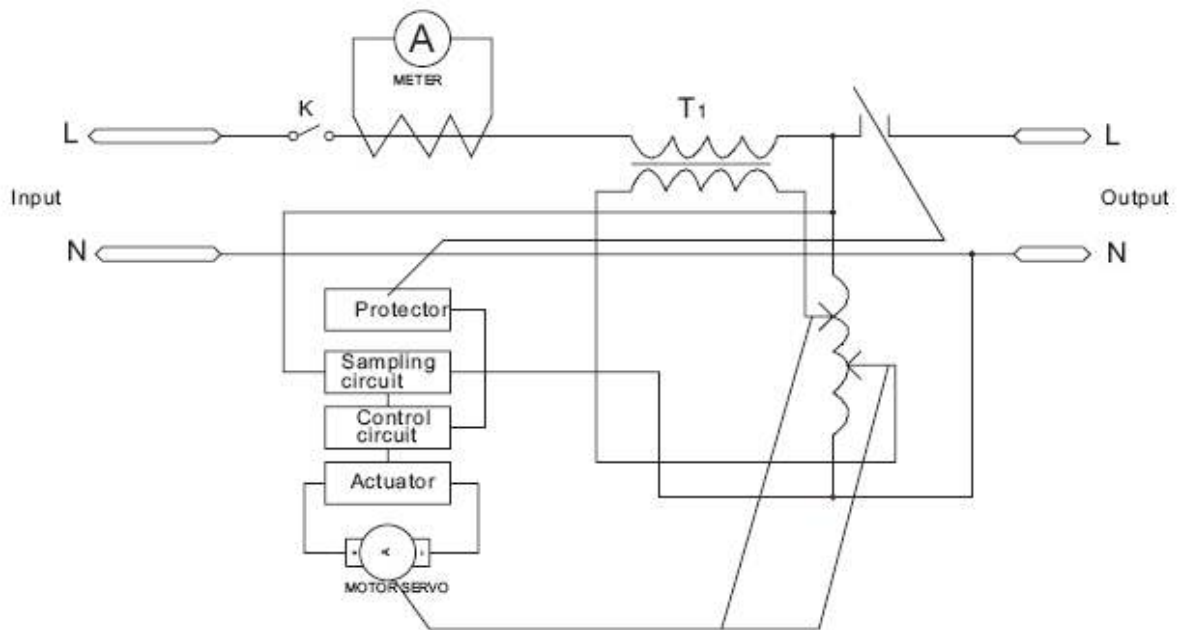 A
METER
K
T1
L
L
Input
Output
N
N
Protector
Sampling
circuit
Control
circuit
Actuator
A
MOTOR SERVO